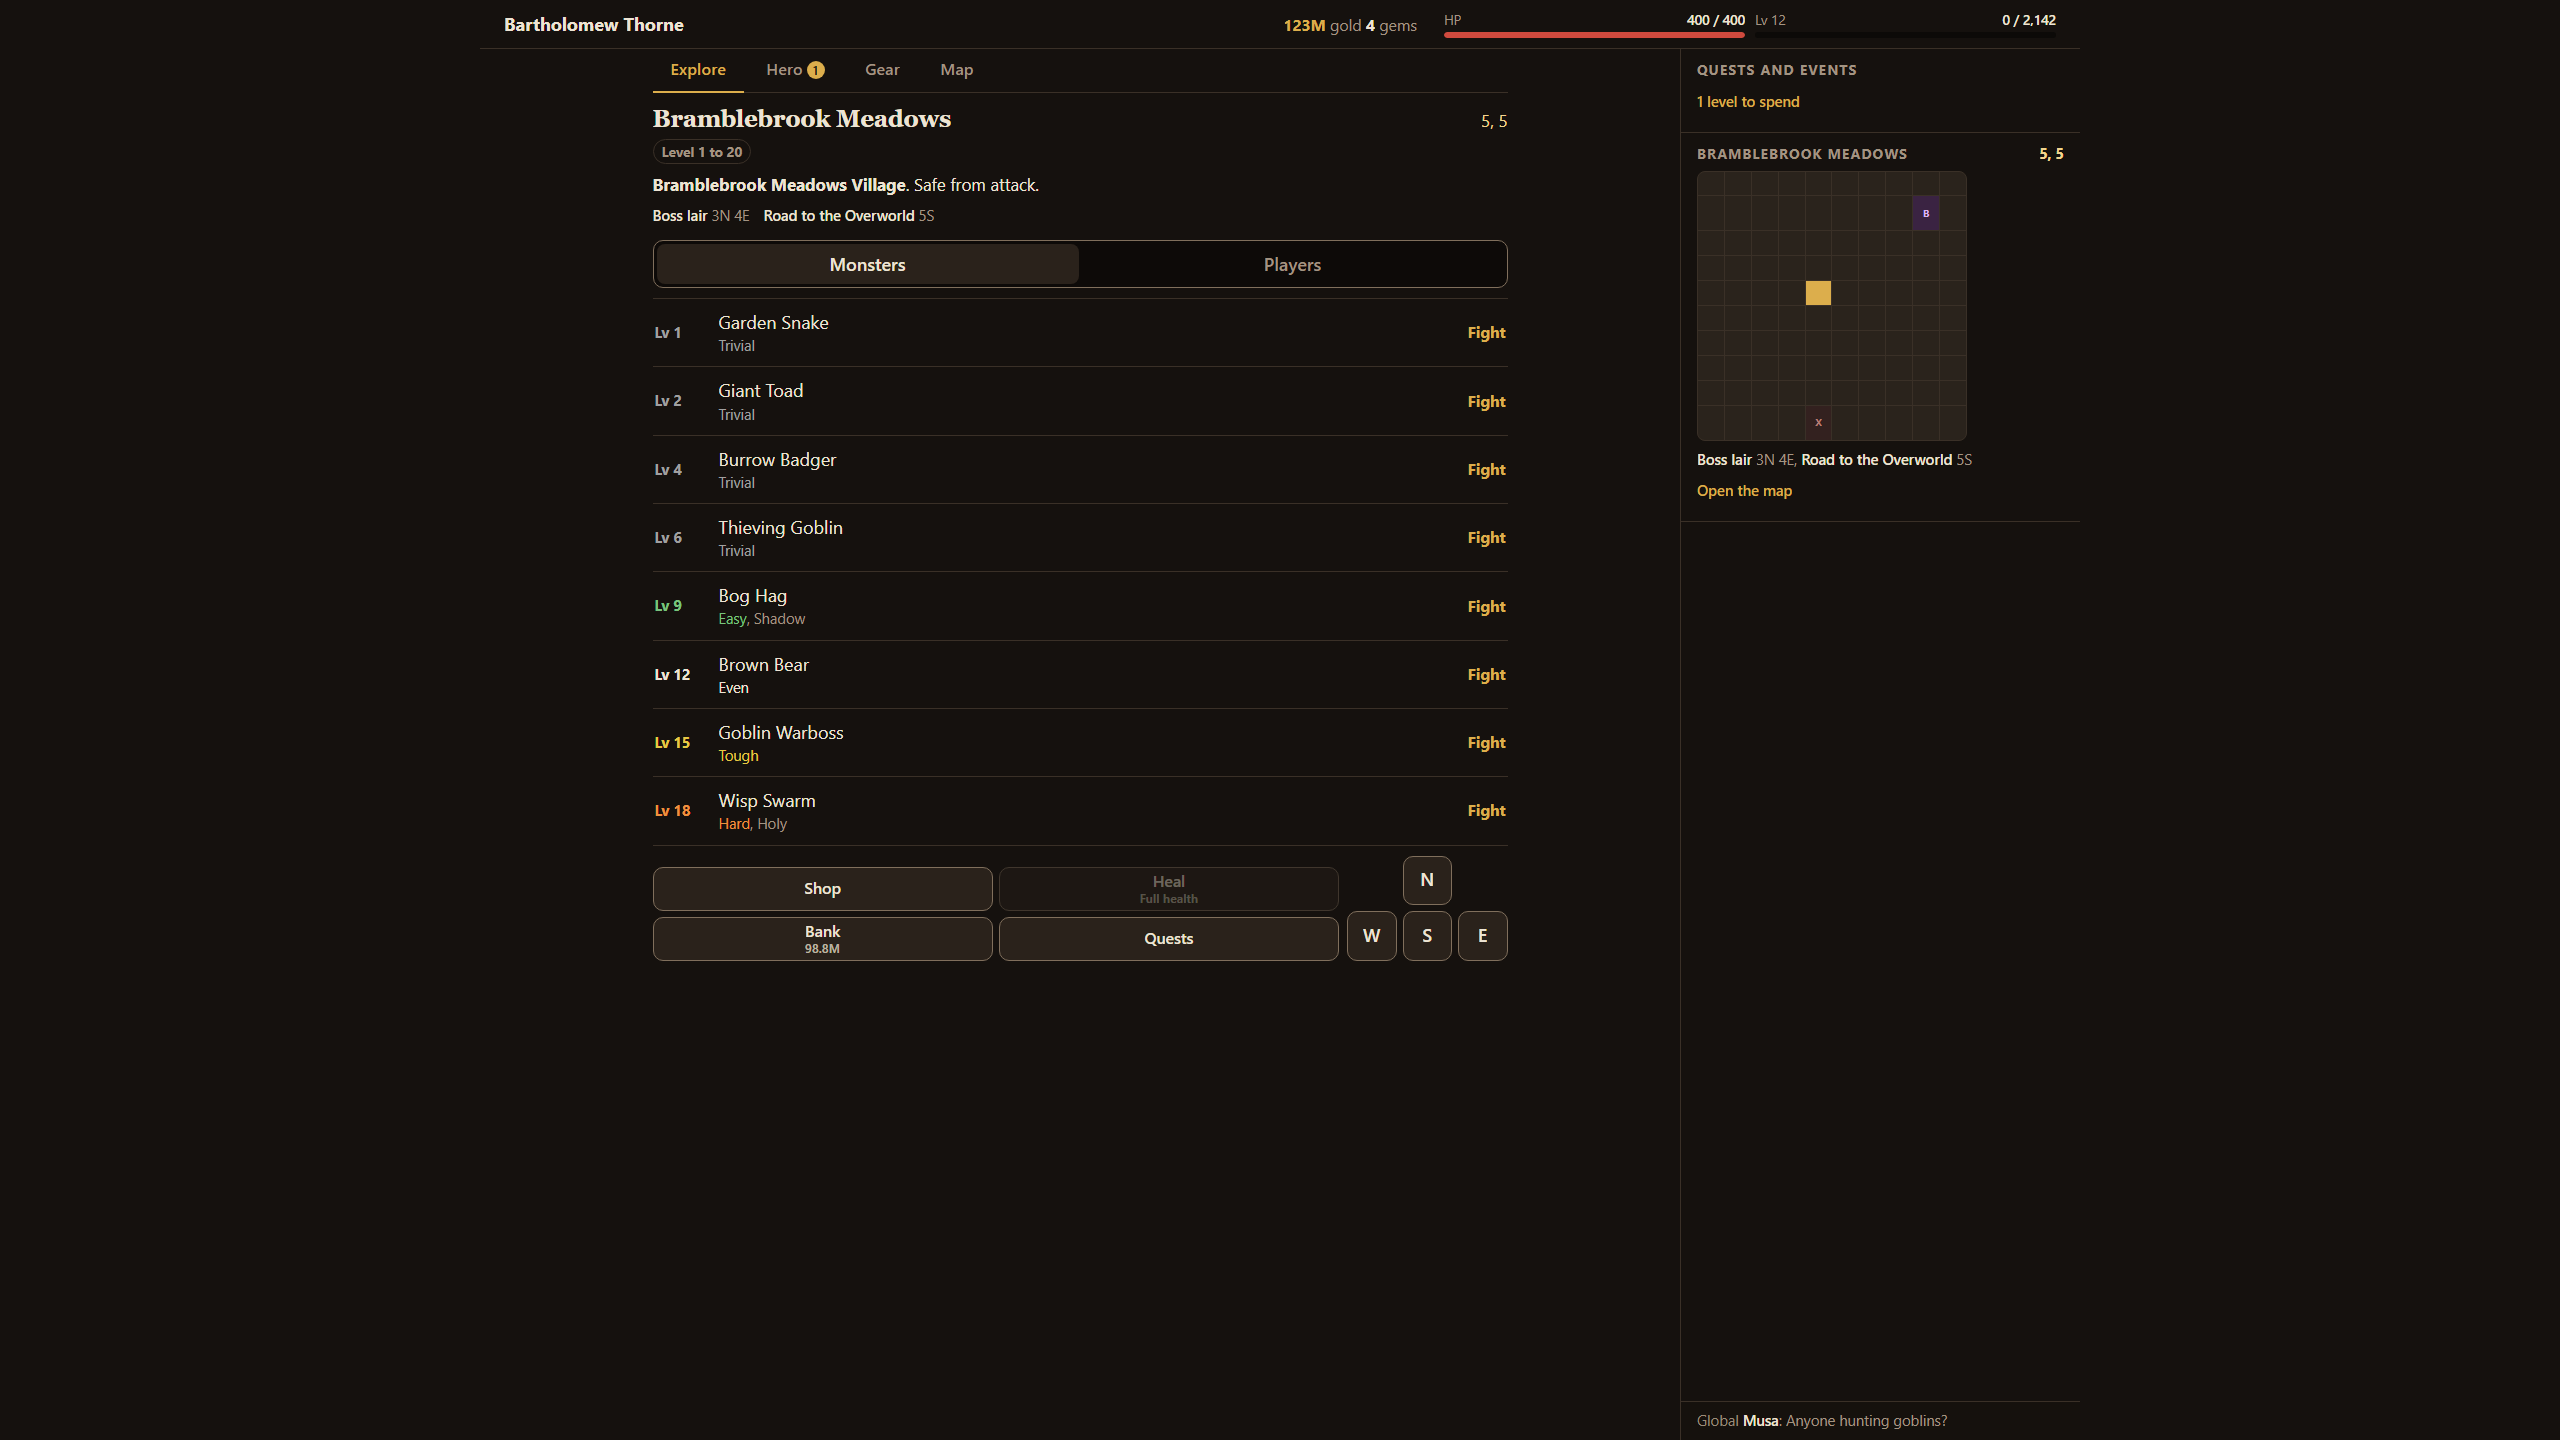 Bartholomew Thorne
123M gold 4 gems
HP 400 / 400
Lv 12 0 / 2,142
Explore Hero 1 Gear Map
Bramblebrook Meadows 5, 5
Level 1 to 20
Bramblebrook Meadows Village. Safe from attack.
Boss lair 3N 4E Road to the Overworld 5S
Monsters Players
Lv 1 Garden Snake Fight
Trivial
Lv 2 Giant Toad Fight
Trivial
Lv 4 Burrow Badger Fight
Trivial
Lv 6 Thieving Goblin Fight
Trivial
Lv 9 Bog Hag Fight
Easy, Shadow
Lv 12 Brown Bear Fight
Even
Lv 15 Goblin Warboss Fight
Tough
Lv 18 Wisp Swarm Fight
Hard, Holy
Shop
Heal
Full health
Bank
98.8M
Quests
N
W S E
QUESTS AND EVENTS
1 level to spend
BRAMBLEBROOK MEADOWS 5, 5
B
X
Boss lair 3N 4E, Road to the Overworld 5S
Open the map
Global Musa: Anyone hunting goblins?